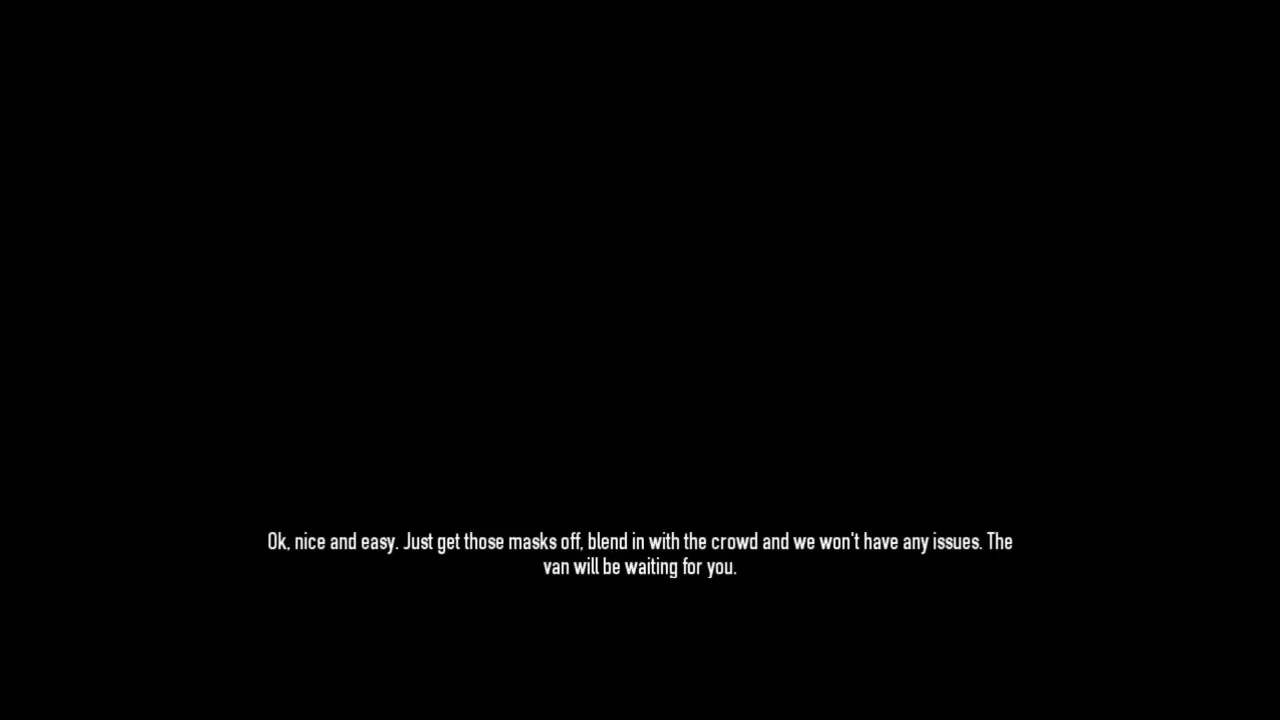 Ok, nice and easy. Just get those masks off, blend in with the crowd and we won't have any issues. The
van will be waiting for you.